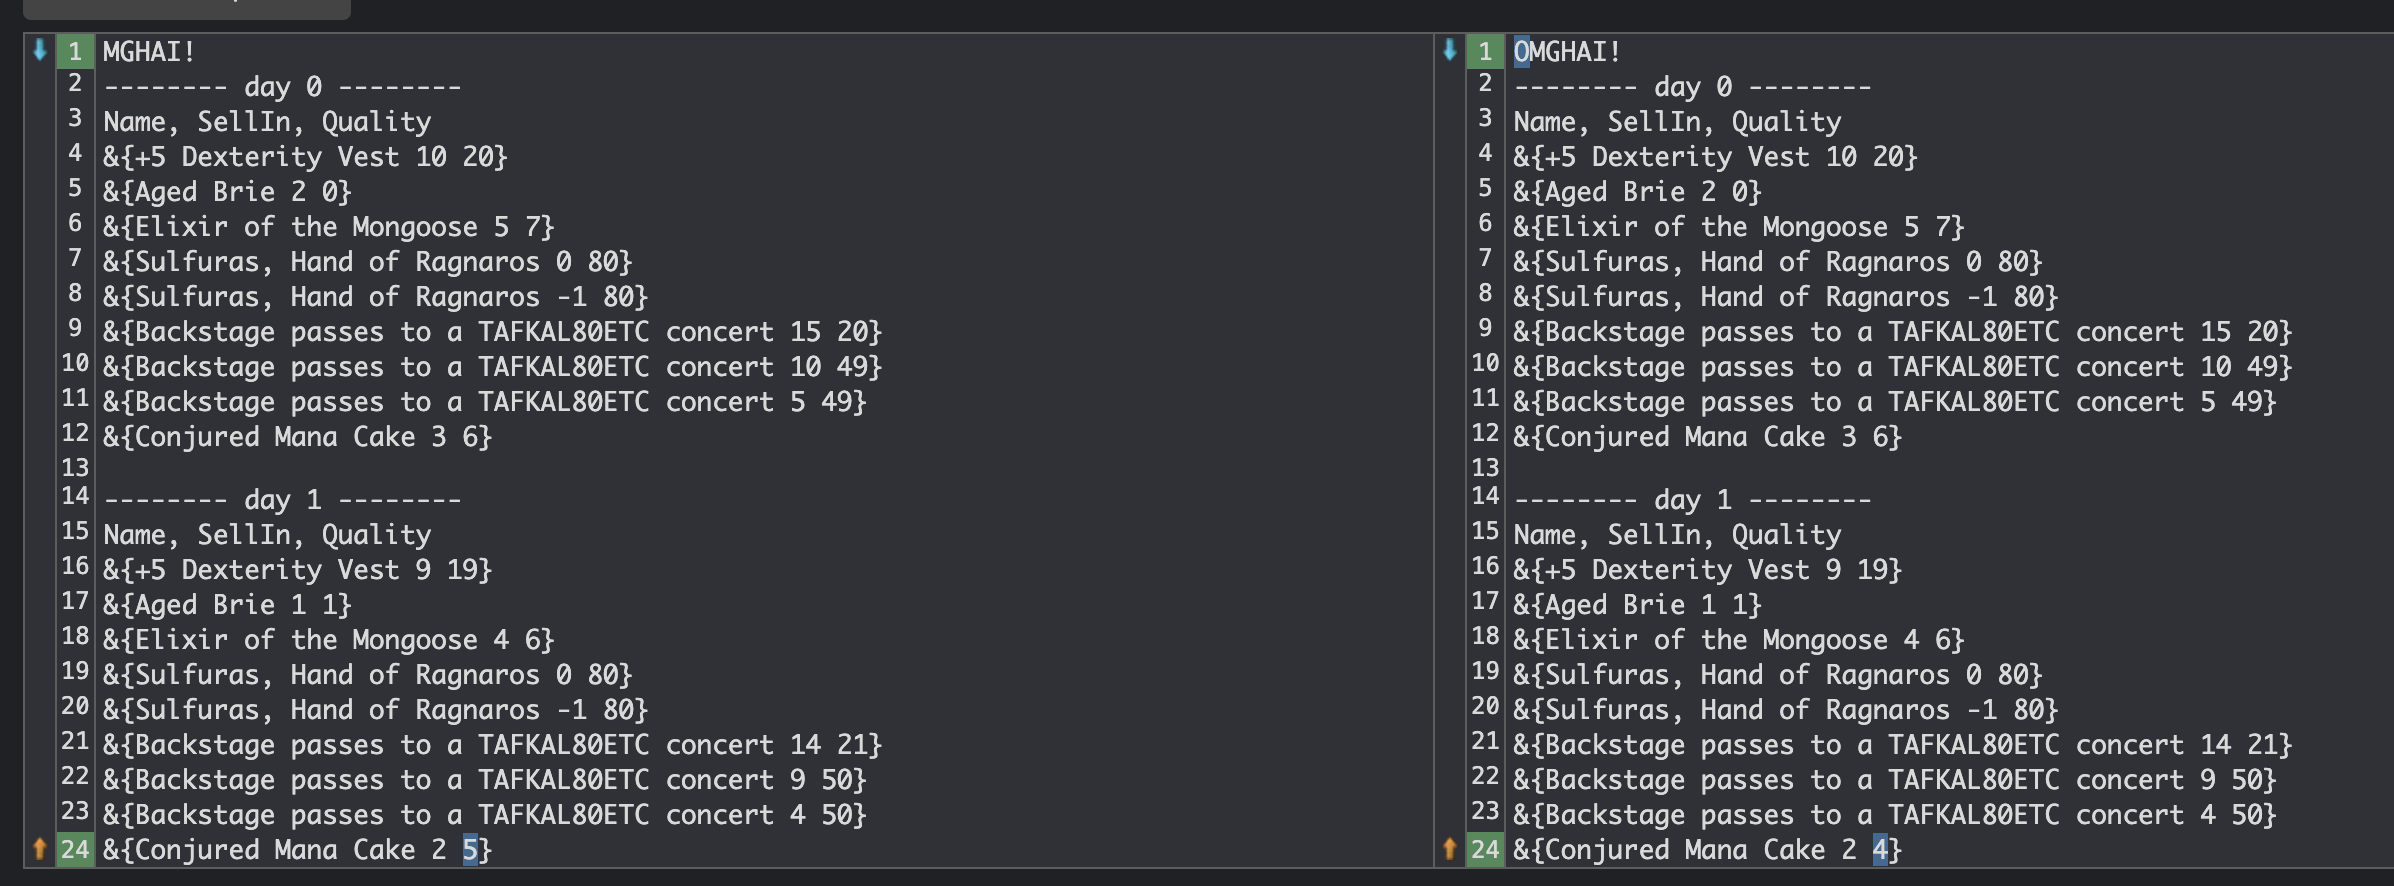 1 MGHAI!
2 -------- day 0 --------
3 Name, SellIn, Quality
4 &{+5 Dexterity Vest 10 20}
5 &{Aged Brie 2 0}
6 &{Elixir of the Mongoose 5 7}
7 &{Sulfuras, Hand of Ragnaros 0 80}
8 &{Sulfuras, Hand of Ragnaros -1 80}
9 &{Backstage passes to a TAFKAL80ETC concert 15 20}
10 &{Backstage passes to a TAFKAL80ETC concert 10 49}
11 &{Backstage passes to a TAFKAL80ETC concert 5 49}
12 &{Conjured Mana Cake 3 6}
13
14 -------- day 1 --------
15 Name, SellIn, Quality
16 &{+5 Dexterity Vest 9 19}
17 &{Aged Brie 1 1}
18 &{Elixir of the Mongoose 4 6}
19 &{Sulfuras, Hand of Ragnaros 0 80}
20 &{Sulfuras, Hand of Ragnaros -1 80}
21 &{Backstage passes to a TAFKAL80ETC concert 14 21}
22 &{Backstage passes to a TAFKAL80ETC concert 9 50}
23 &{Backstage passes to a TAFKAL80ETC concert 4 50}
24 &{Conjured Mana Cake 2 5}
1 OMGHAI!
2 -------- day 0 --------
3 Name, SellIn, Quality
4 &{+5 Dexterity Vest 10 20}
5 &{Aged Brie 2 0}
6 &{Elixir of the Mongoose 5 7}
7 &{Sulfuras, Hand of Ragnaros 0 80}
8 &{Sulfuras, Hand of Ragnaros -1 80}
9 &{Backstage passes to a TAFKAL80ETC concert 15 20}
10 &{Backstage passes to a TAFKAL80ETC concert 10 49}
11 &{Backstage passes to a TAFKAL80ETC concert 5 49}
12 &{Conjured Mana Cake 3 6}
13
14 -------- day 1 --------
15 Name, SellIn, Quality
16 &{+5 Dexterity Vest 9 19}
17 &{Aged Brie 1 1}
18 &{Elixir of the Mongoose 4 6}
19 &{Sulfuras, Hand of Ragnaros 0 80}
20 &{Sulfuras, Hand of Ragnaros -1 80}
21 &{Backstage passes to a TAFKAL80ETC concert 14 21}
22 &{Backstage passes to a TAFKAL80ETC concert 9 50}
23 &{Backstage passes to a TAFKAL80ETC concert 4 50}
24 &{Conjured Mana Cake 2 4}